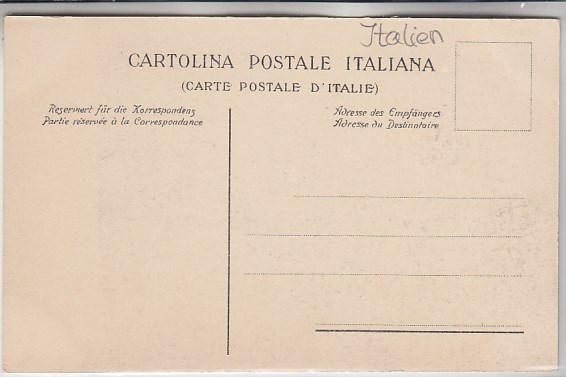 Italien
CARTOLINA POSTALE ITALIANA
(CARTE POSTALE D'ITALIE)
Reserviert für die Korrespondenz
Partie réservée à la Correspondance
Adresse des Empfängers
Adresse du Destinataire